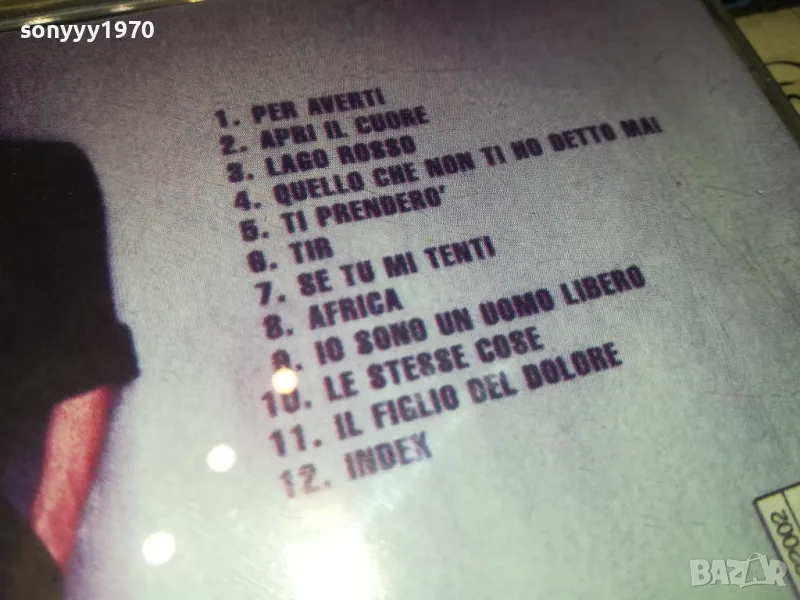 sonyyy1970
1. PER AVERTI
2. APRI IL CUORE
3. LAGO ROSSO
4. QUELLO CHE NON TI HO DETTO MAI
5. TI PRENDERO'
6. TIR
7. SE TU MI TENTI
8. AFRICA
9. IO SONO UN UOMO LIBERO
10. LE STESSE COSE
11. IL FIGLIO DEL DOLORE
12. INDEX
BAZAR